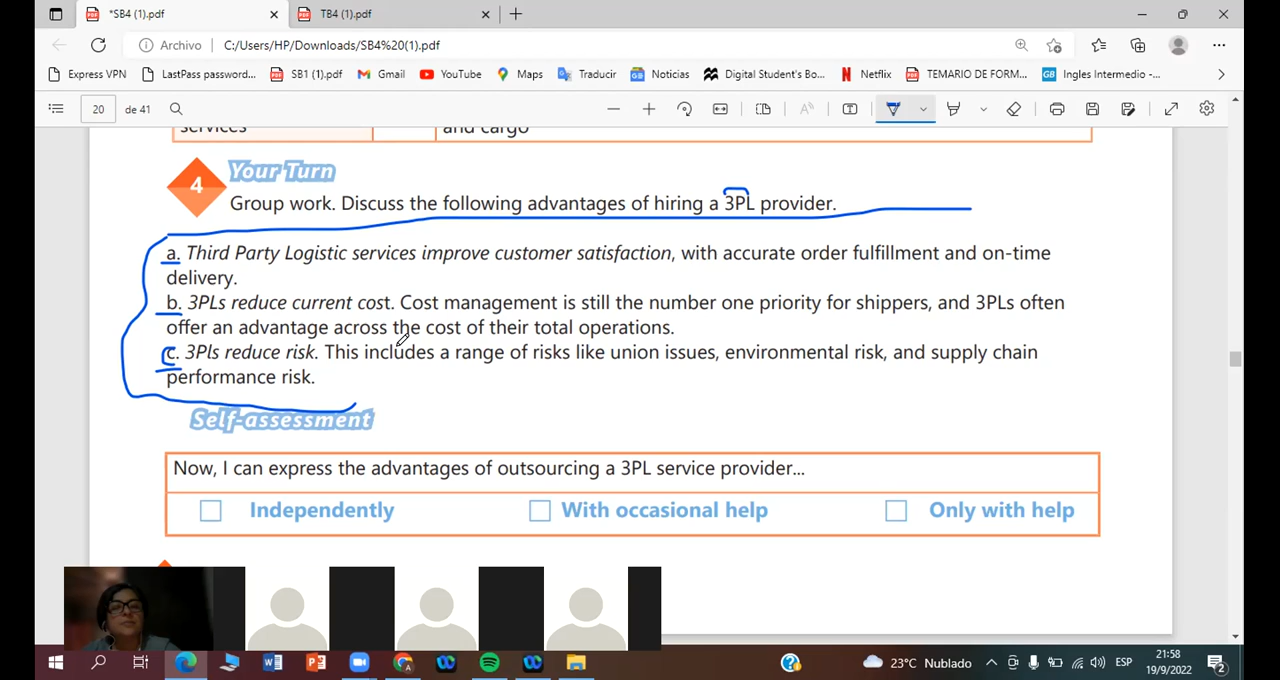 *SB4 (1).pdf
TB4 (1).pdf
Archivo
C:/Users/HP/Downloads/SB4%20(1).pdf
Express VPN
LastPass password...
SB1 (1).pdf
Gmail
YouTube
Maps
Traducir
Noticias
Digital Student's Bo...
Netflix
TEMARIO DE FORM...
Ingles Intermedio -...
20
de 41
services
and cargo
4
Your Turn
Group work. Discuss the following advantages of hiring a 3PL provider.
a. Third Party Logistic services improve customer satisfaction, with accurate order fulfillment and on-time
delivery.
b. 3PLs reduce current cost. Cost management is still the number one priority for shippers, and 3PLs often
offer an advantage across the cost of their total operations.
c. 3Pls reduce risk. This includes a range of risks like union issues, environmental risk, and supply chain
performance risk.
Self-assessment
Now, I can express the advantages of outsourcing a 3PL service provider...
Independently
With occasional help
Only with help
23°C Nublado
ESP
21:58
19/9/2022
2